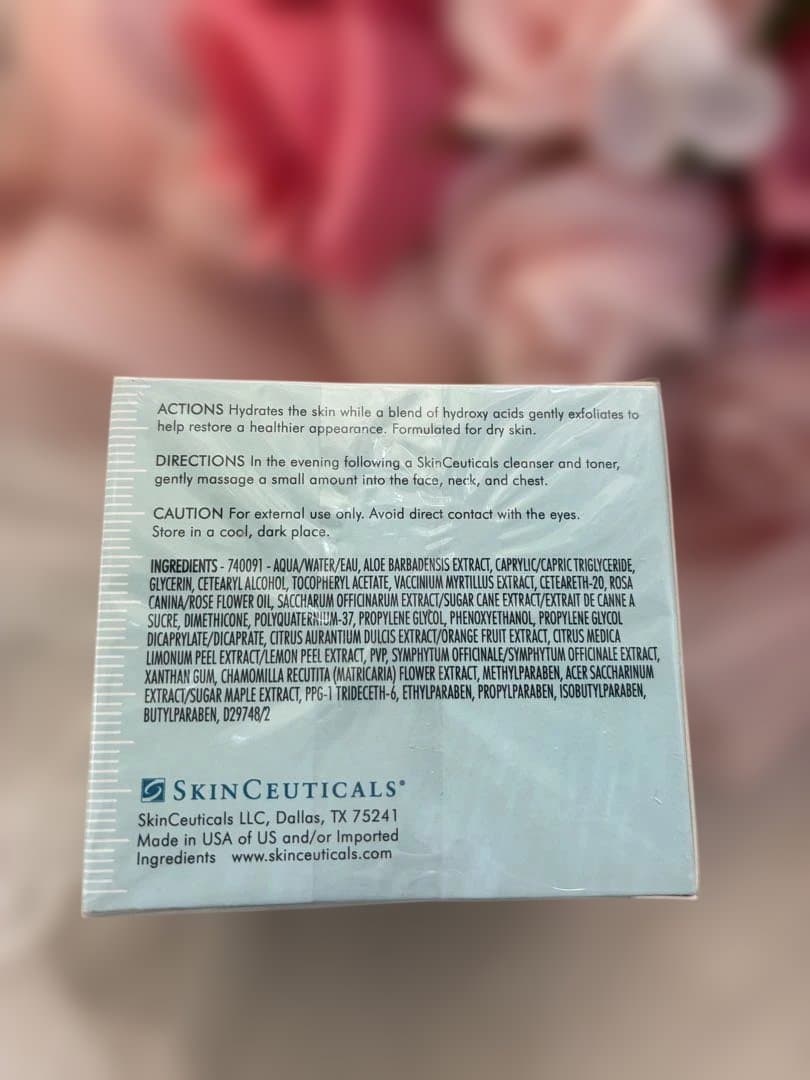 ACTIONS Hydrates the skin while a blend of hydroxy acids gently exfoliates to
help restore a healthier appearance. Formulated for dry skin.
DIRECTIONS In the evening following a SkinCeuticals cleanser and toner,
gently massage a small amount into the face, neck, and chest.
CAUTION For external use only. Avoid direct contact with the eyes.
Store in a cool, dark place.
INGREDIENTS - 740091 - AQUA/WATER/EAU, ALOE BARBADENSIS EXTRACT, CAPRYLIC/CAPRIC TRIGLYCERIDE,
GLYCERIN, CETEARYL ALCOHOL, TOCOPHERYL ACETATE, VACCINIUM MYRTILLUS EXTRACT, CETEARETH-20, ROSA
CANINA/ROSE FLOWER OIL, SACCHARUM OFFICINARUM EXTRACT/SUGAR CANE EXTRACT/EXTRAIT DE CANNE A
SUCRE, DIMETHICONE, POLYQUATERNIUM-37, PROPYLENE GLYCOL, PHENOXYETHANOL, PROPYLENE GLYCOL
DICAPRYLATE/DICAPRATE, CITRUS AURANTIUM DULCIS EXTRACT/ORANGE FRUIT EXTRACT, CITRUS MEDICA
LIMONUM PEEL EXTRACT/LEMON PEEL EXTRACT, PVP, SYMPHYTUM OFFICINALE/SYMPHYTUM OFFICINALE EXTRACT,
XANTHAN GUM, CHAMOMILLA RECUTITA (MATRICARIA) FLOWER EXTRACT, METHYLPARABEN, ACER SACCHARINUM
EXTRACT/SUGAR MAPLE EXTRACT, PPG-1 TRIDECETH-6, ETHYLPARABEN, PROPYLPARABEN, ISOBUTYLPARABEN,
BUTYLPARABEN, D29748/2
SKINCEUTICALS®
SkinCeuticals LLC, Dallas, TX 75241
Made in USA of US and/or Imported
Ingredients www.skinceuticals.com